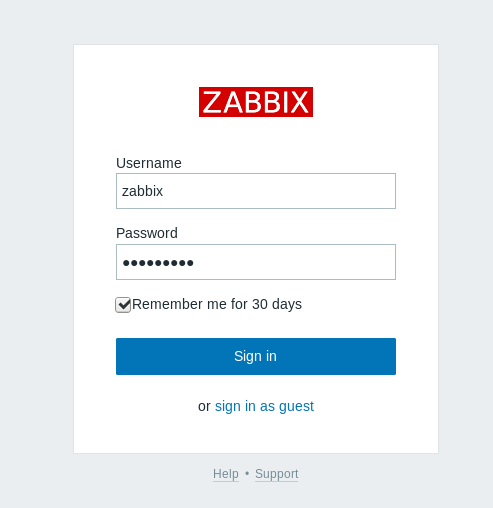 ZABBIX
Username
zabbix
Password
●●●●●●●●●
Remember me for 30 days
Sign in
or sign in as guest
Help • Support